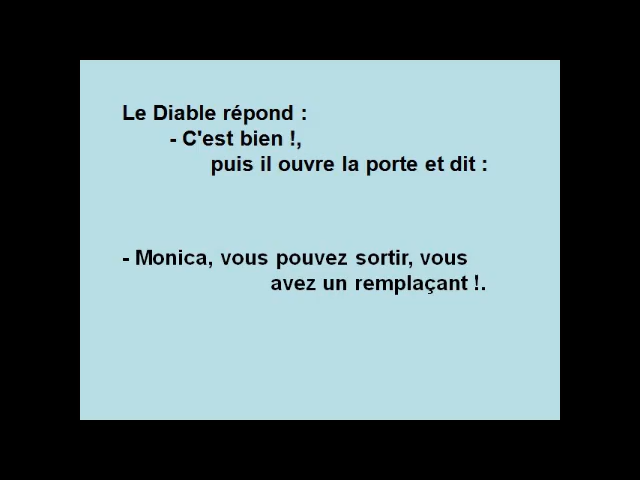 Le Diable répond :
- C'est bien !,
puis il ouvre la porte et dit :
- Monica, vous pouvez sortir, vous
avez un remplaçant !.